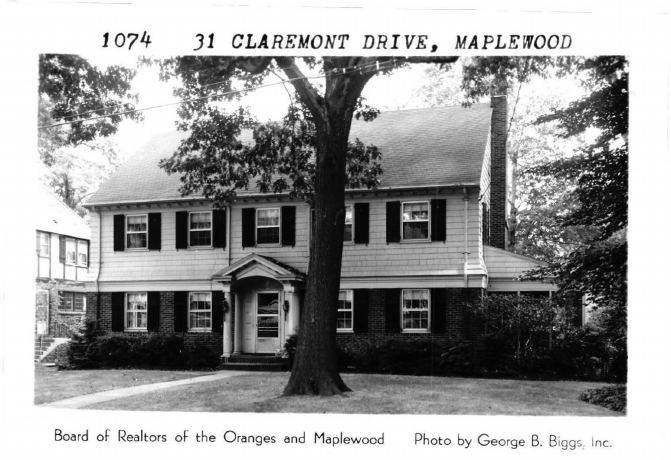 1074 31 CLAREMONT DRIVE, MAPLEWOOD
Board of Realtors of the Oranges and Maplewood Photo by George B. Biggs, Inc.